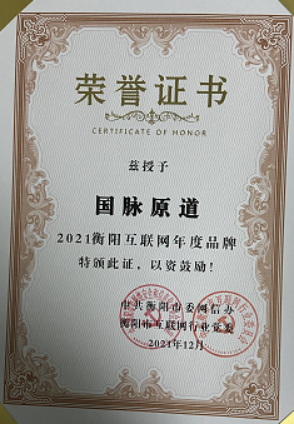 荣誉证书
CERTIFICATE OF HONOR
兹授予
国脉原道
2021衡阳互联网年度品牌
特颁此证，以资鼓励！
中共衡阳市委网信办
衡阳市互联网行业党委
2021年12月